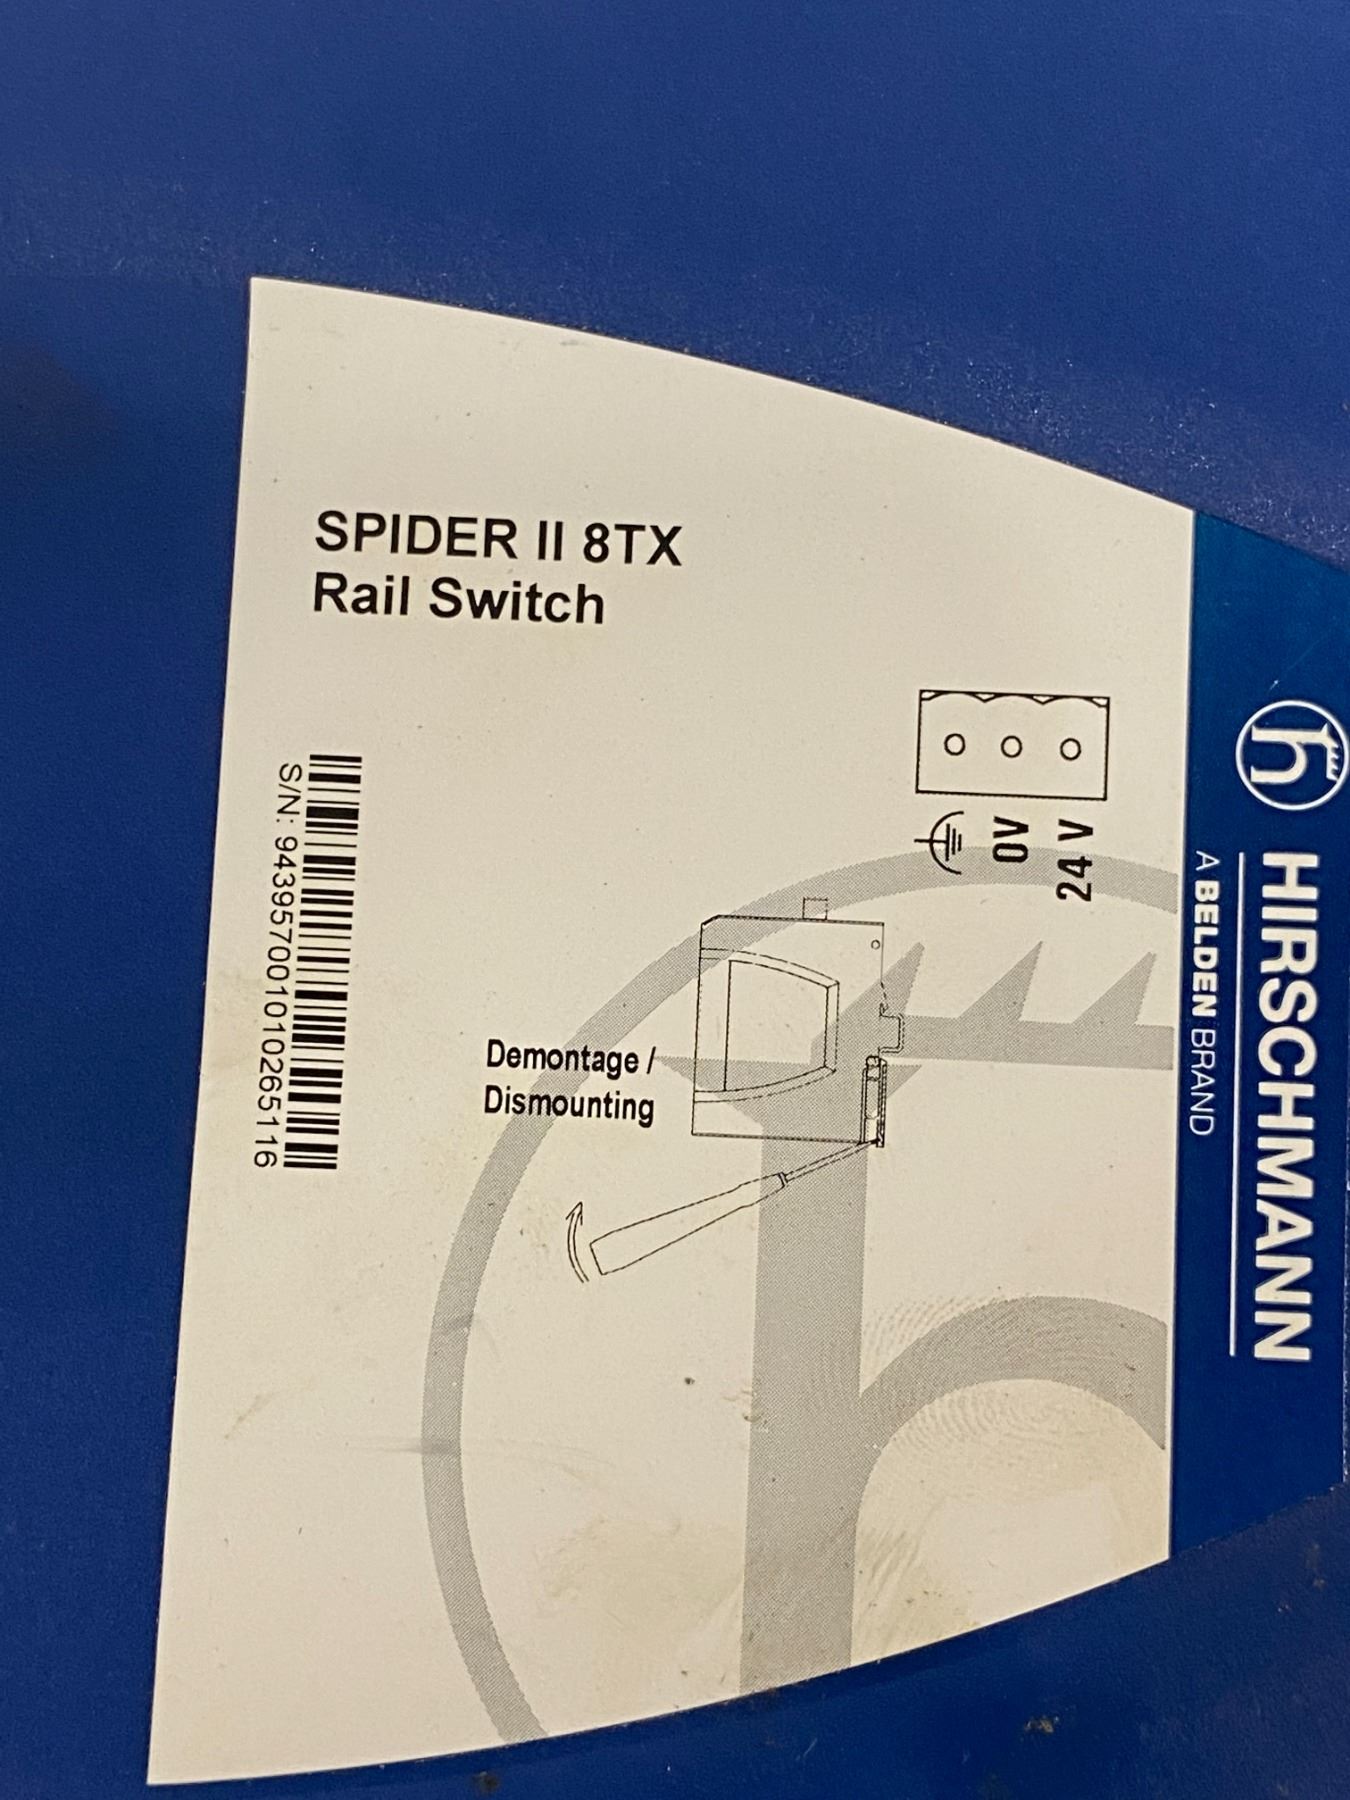 SPIDER II 8TX
Rail Switch
S/N: 943957001010265116
0V
24 V
Demontage /
Dismounting
HIRSCHMANN
A BELDEN BRAND